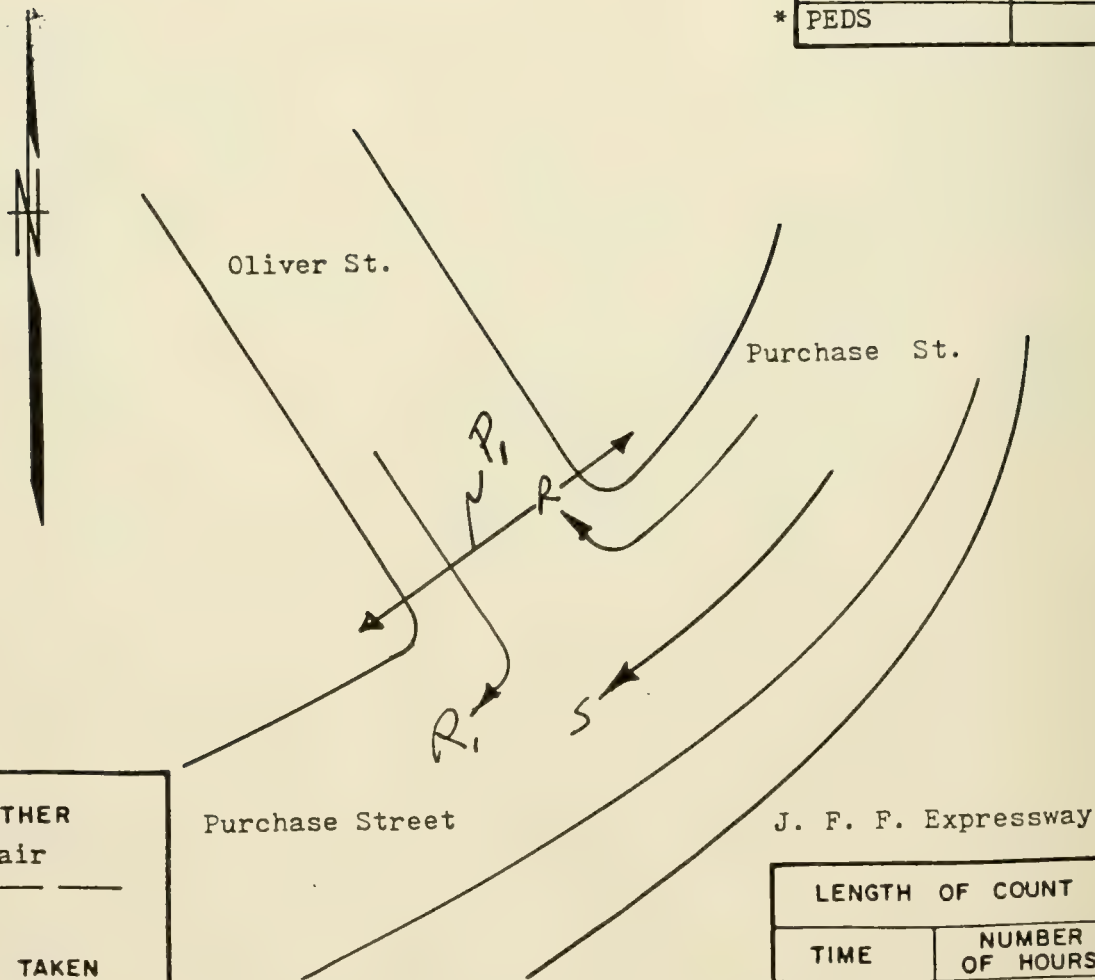 * PEDS
N
Oliver St.
Purchase St.
P1
R
R1
S
THER
air
Purchase Street
J. F. F. Expressway
TAKEN
LENGTH OF COUNT
TIME
NUMBER OF HOURS